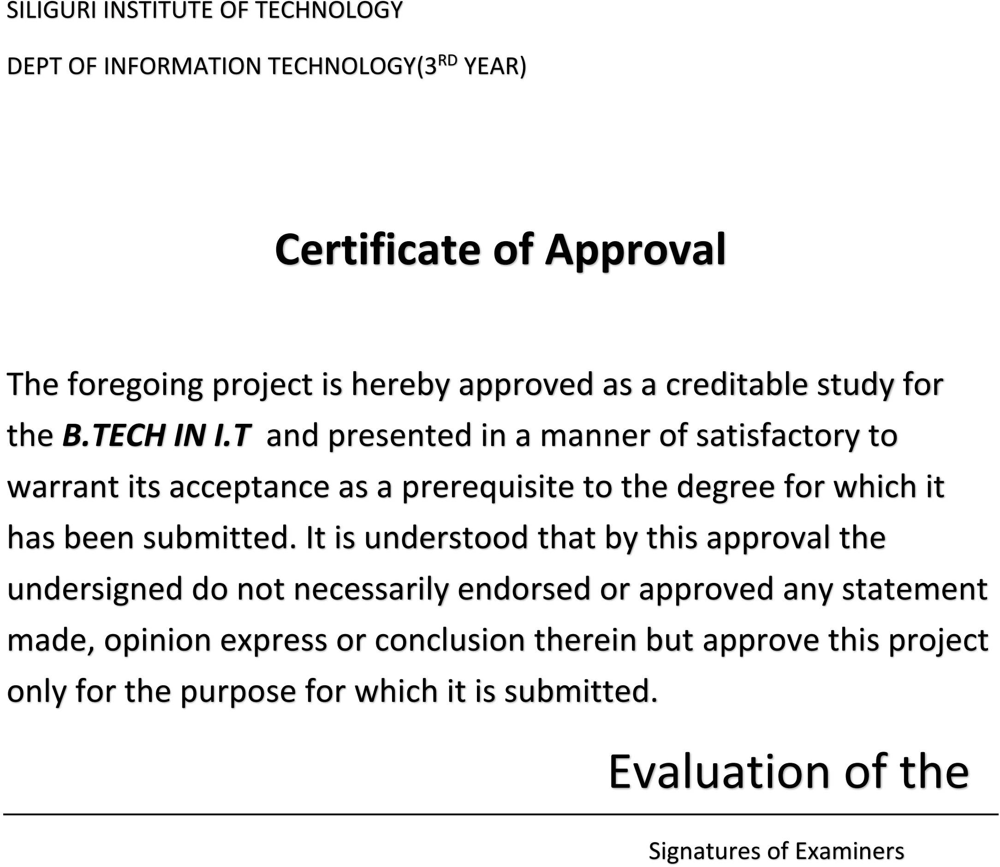 SILIGURI INSTITUTE OF TECHNOLOGY
DEPT OF INFORMATION TECHNOLOGY(3RD YEAR)
Certificate of Approval
The foregoing project is hereby approved as a creditable study for
the B.TECH IN I.T and presented in a manner of satisfactory to
warrant its acceptance as a prerequisite to the degree for which it
has been submitted. It is understood that by this approval the
undersigned do not necessarily endorsed or approved any statement
made, opinion express or conclusion therein but approve this project
only for the purpose for which it is submitted.
Evaluation of the
Signatures of Examiners